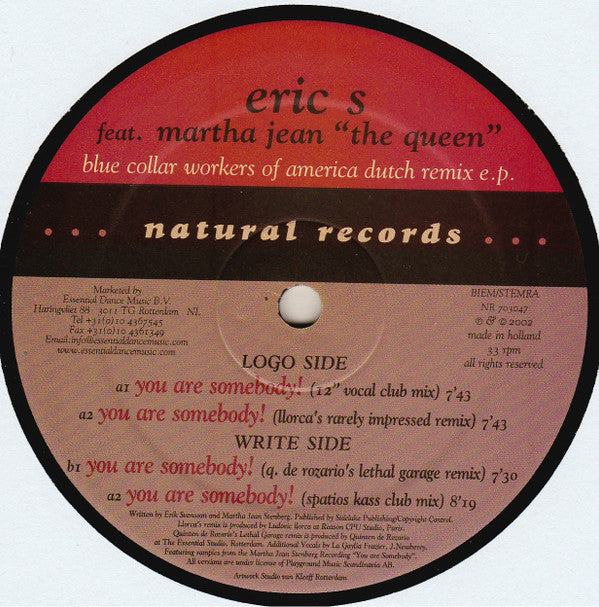 eric s
feat. martha jean “the queen”
blue collar workers of america dutch remix e.p.
... natural records ...
Marketed by
Essential Dance Music B.V.
Haringvliet 88 3011 TG Rotterdam NL
Tel +31(0)10 4367545
Fax +31(0)10 4361349
Email:info@essentialdancemusic.com
www.essentialdancemusic.com
BIEM/STEMRA
NR 703047
℗ & © 2002
made in holland
33 rpm
all rights reserved
LOGO SIDE
a1 you are somebody! (12" vocal club mix) 7'43
a2 you are somebody! (llorca's rarely impressed remix) 7'43
WRITE SIDE
b1 you are somebody! (q. de rozario's lethal garage remix) 7'30
a2 you are somebody! (spatios kass club mix) 8'19
Written by Erik Svensson and Martha Jean Stenberg. Published by Sidelake Publishing/Copyright Control.
Llorca's remix is produced by Ludovic llorca at Reason CPU Studio, Paris.
Quinten de Rozario's Lethal Garage remix is produced by Quinten de Rozario
at The Essential Studio, Rotterdam. Additional Vocals by La Gaylia Frazier, J.Newberry.
Featuring samples from the Martha Jean Stenberg Recording "You are Somebody".
All versions are under license of Playground Music Scandinavia AB.
Artwork Studio van Kleeff Rotterdam